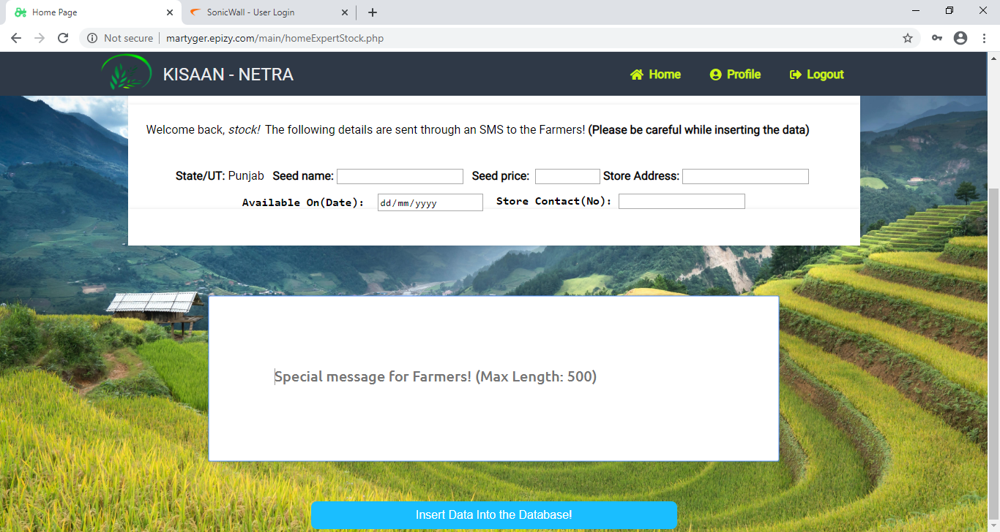 Home Page
SonicWall - User Login
Not secure
martyger.epizy.com/main/homeExpertStock.php
KISAAN - NETRA
Home
Profile
Logout
Welcome back, stock! The following details are sent through an SMS to the Farmers! (Please be careful while inserting the data)
State/UT: Punjab Seed name: Seed price: Store Address:
Available On(Date): dd/mm/yyyy Store Contact(No):
Special message for Farmers! (Max Length: 500)
Insert Data Into the Database!